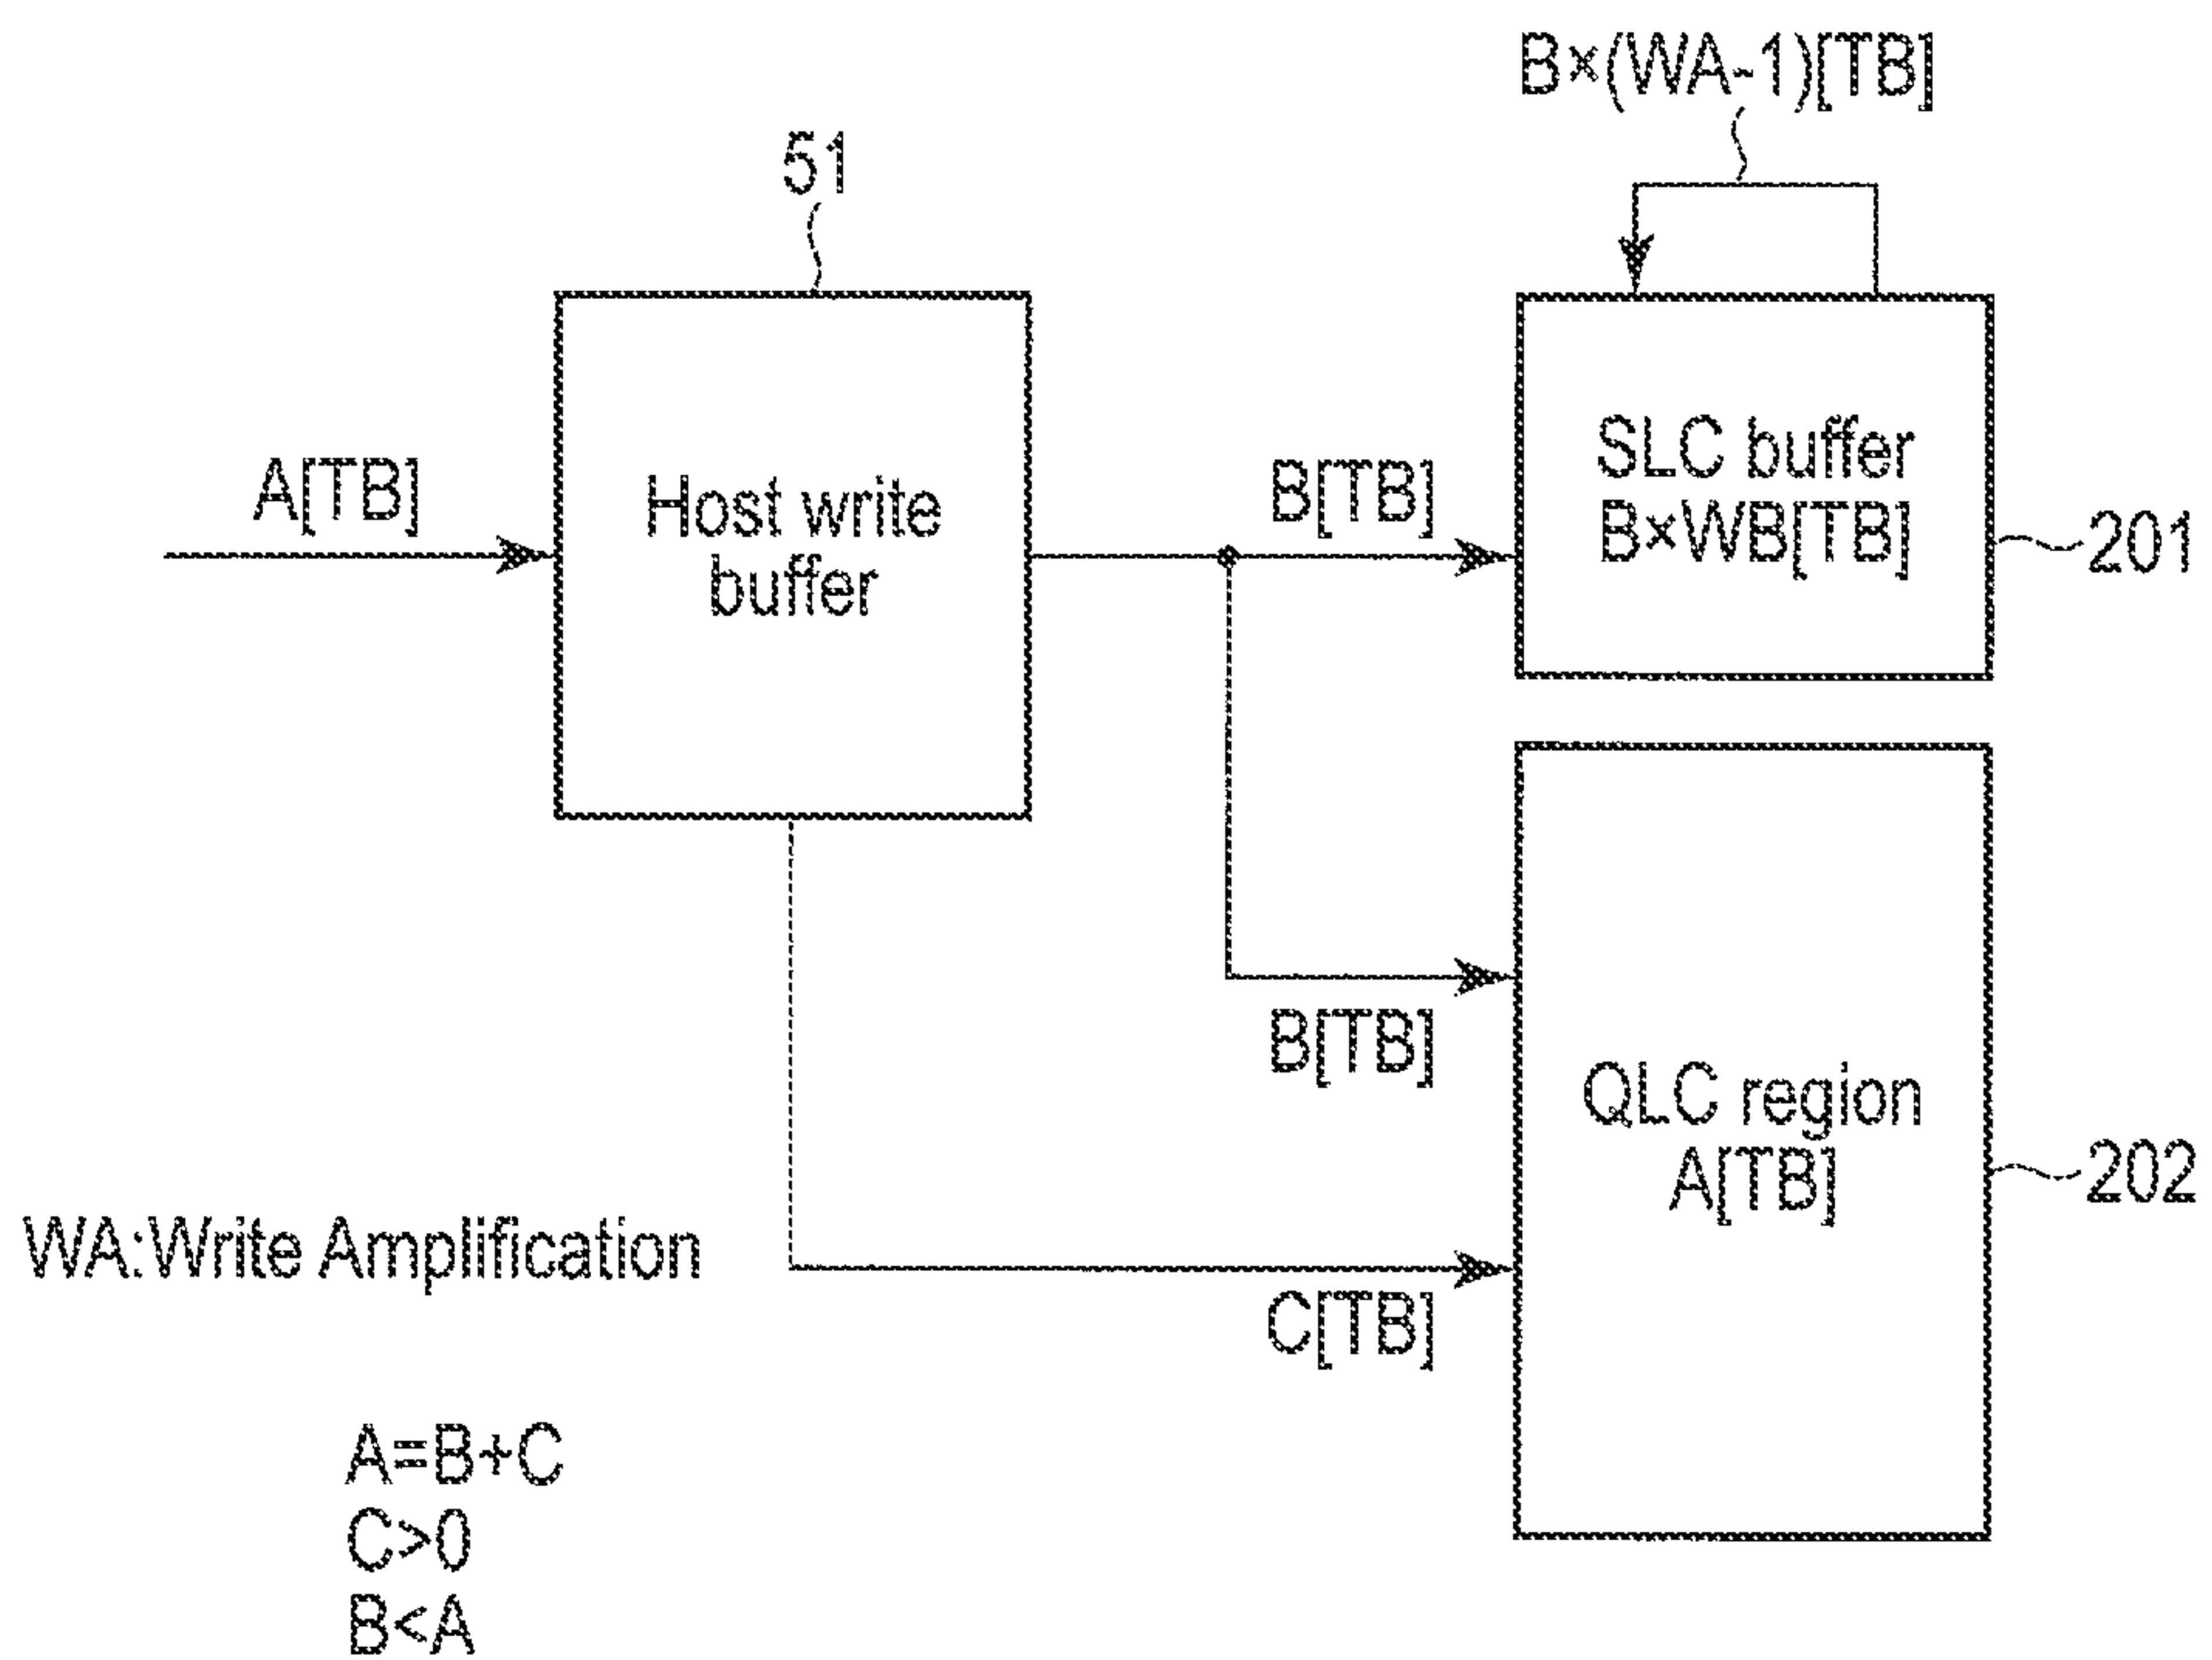 B×(WA-1)[TB]
51
A[TB]
Host write
buffer
B[TB]
SLC buffer
B×WB[TB]
201
B[TB]
QLC region
A[TB]
202
C[TB]
WA:Write Amplification
A=B+C
C>0
B<A